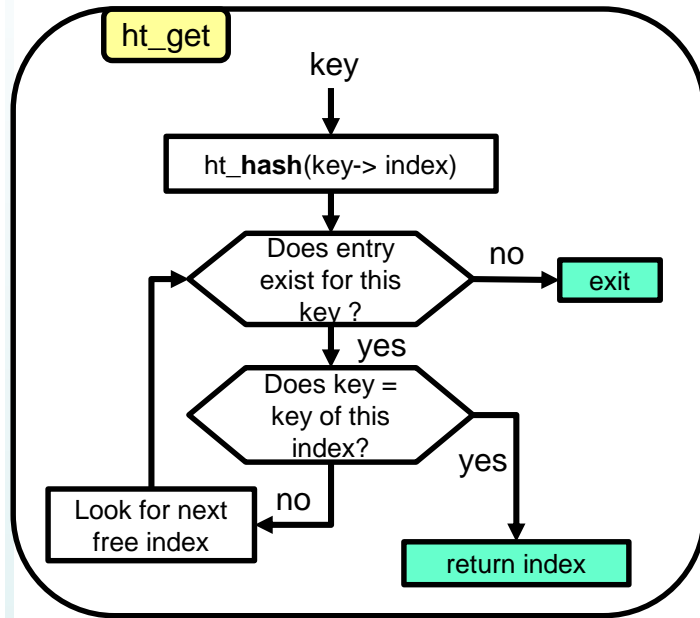 ht_get
key
ht_hash(key-> index)
Does entry
exist for this
key ?
no
exit
yes
Does key =
key of this
index?
yes
no
Look for next
free index
return index